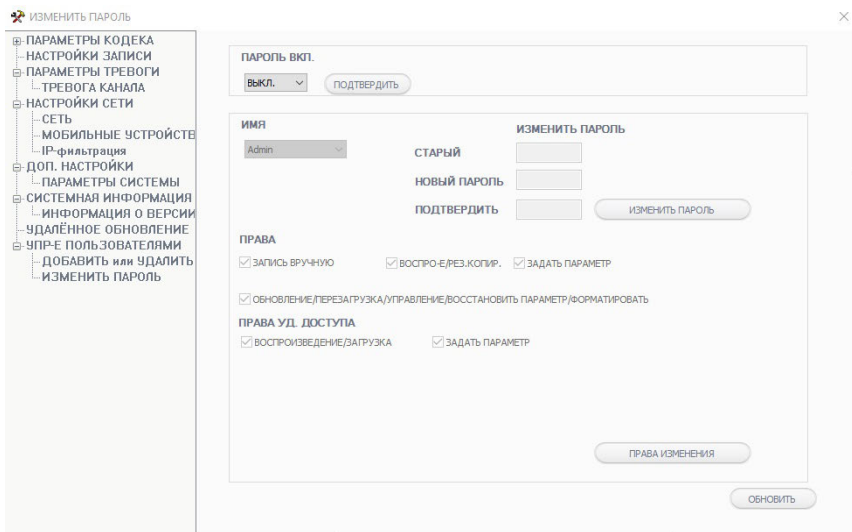 ИЗМЕНИТЬ ПАРОЛЬ
ПАРАМЕТРЫ КОДЕКА
НАСТРОЙКИ ЗАПИСИ
ПАРАМЕТРЫ ТРЕВОГИ
ТРЕВОГА КАНАЛА
НАСТРОЙКИ СЕТИ
СЕТЬ
МОБИЛЬНЫЕ УСТРОЙСТВ
IP-фильтрация
ДОП. НАСТРОЙКИ
ПАРАМЕТРЫ СИСТЕМЫ
СИСТЕМНАЯ ИНФОРМАЦИЯ
ИНФОРМАЦИЯ О ВЕРСИИ
УДАЛЁННОЕ ОБНОВЛЕНИЕ
УПР-Е ПОЛЬЗОВАТЕЛЯМИ
ДОБАВИТЬ или УДАЛИТЬ
ИЗМЕНИТЬ ПАРОЛЬ
ПАРОЛЬ ВКЛ.
ВЫКЛ. ПОДТВЕРДИТЬ
ИМЯ
ИЗМЕНИТЬ ПАРОЛЬ
Admin СТАРЫЙ
НОВЫЙ ПАРОЛЬ
ПОДТВЕРДИТЬ ИЗМЕНИТЬ ПАРОЛЬ
ПРАВА
ЗАПИСЬ ВРУЧНУЮ ВОСПРО-Е/РЕЗ.КОПИР. ЗАДАТЬ ПАРАМЕТР
ОБНОВЛЕНИЕ/ПЕРЕЗАГРУЗКА/УПРАВЛЕНИЕ/ВОССТАНОВИТЬ ПАРАМЕТР/ФОРМАТИРОВАТЬ
ПРАВА УД. ДОСТУПА
ВОСПРОИЗВЕДЕНИЕ/ЗАГРУЗКА ЗАДАТЬ ПАРАМЕТР
ПРАВА ИЗМЕНЕНИЯ
ОБНОВИТЬ